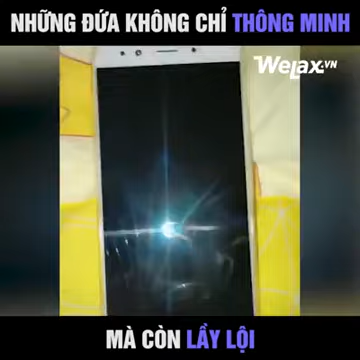 NHỮNG ĐỨA KHÔNG CHỈ THÔNG MINH
WeLax.VN
MÀ CÒN LẦY LỘI